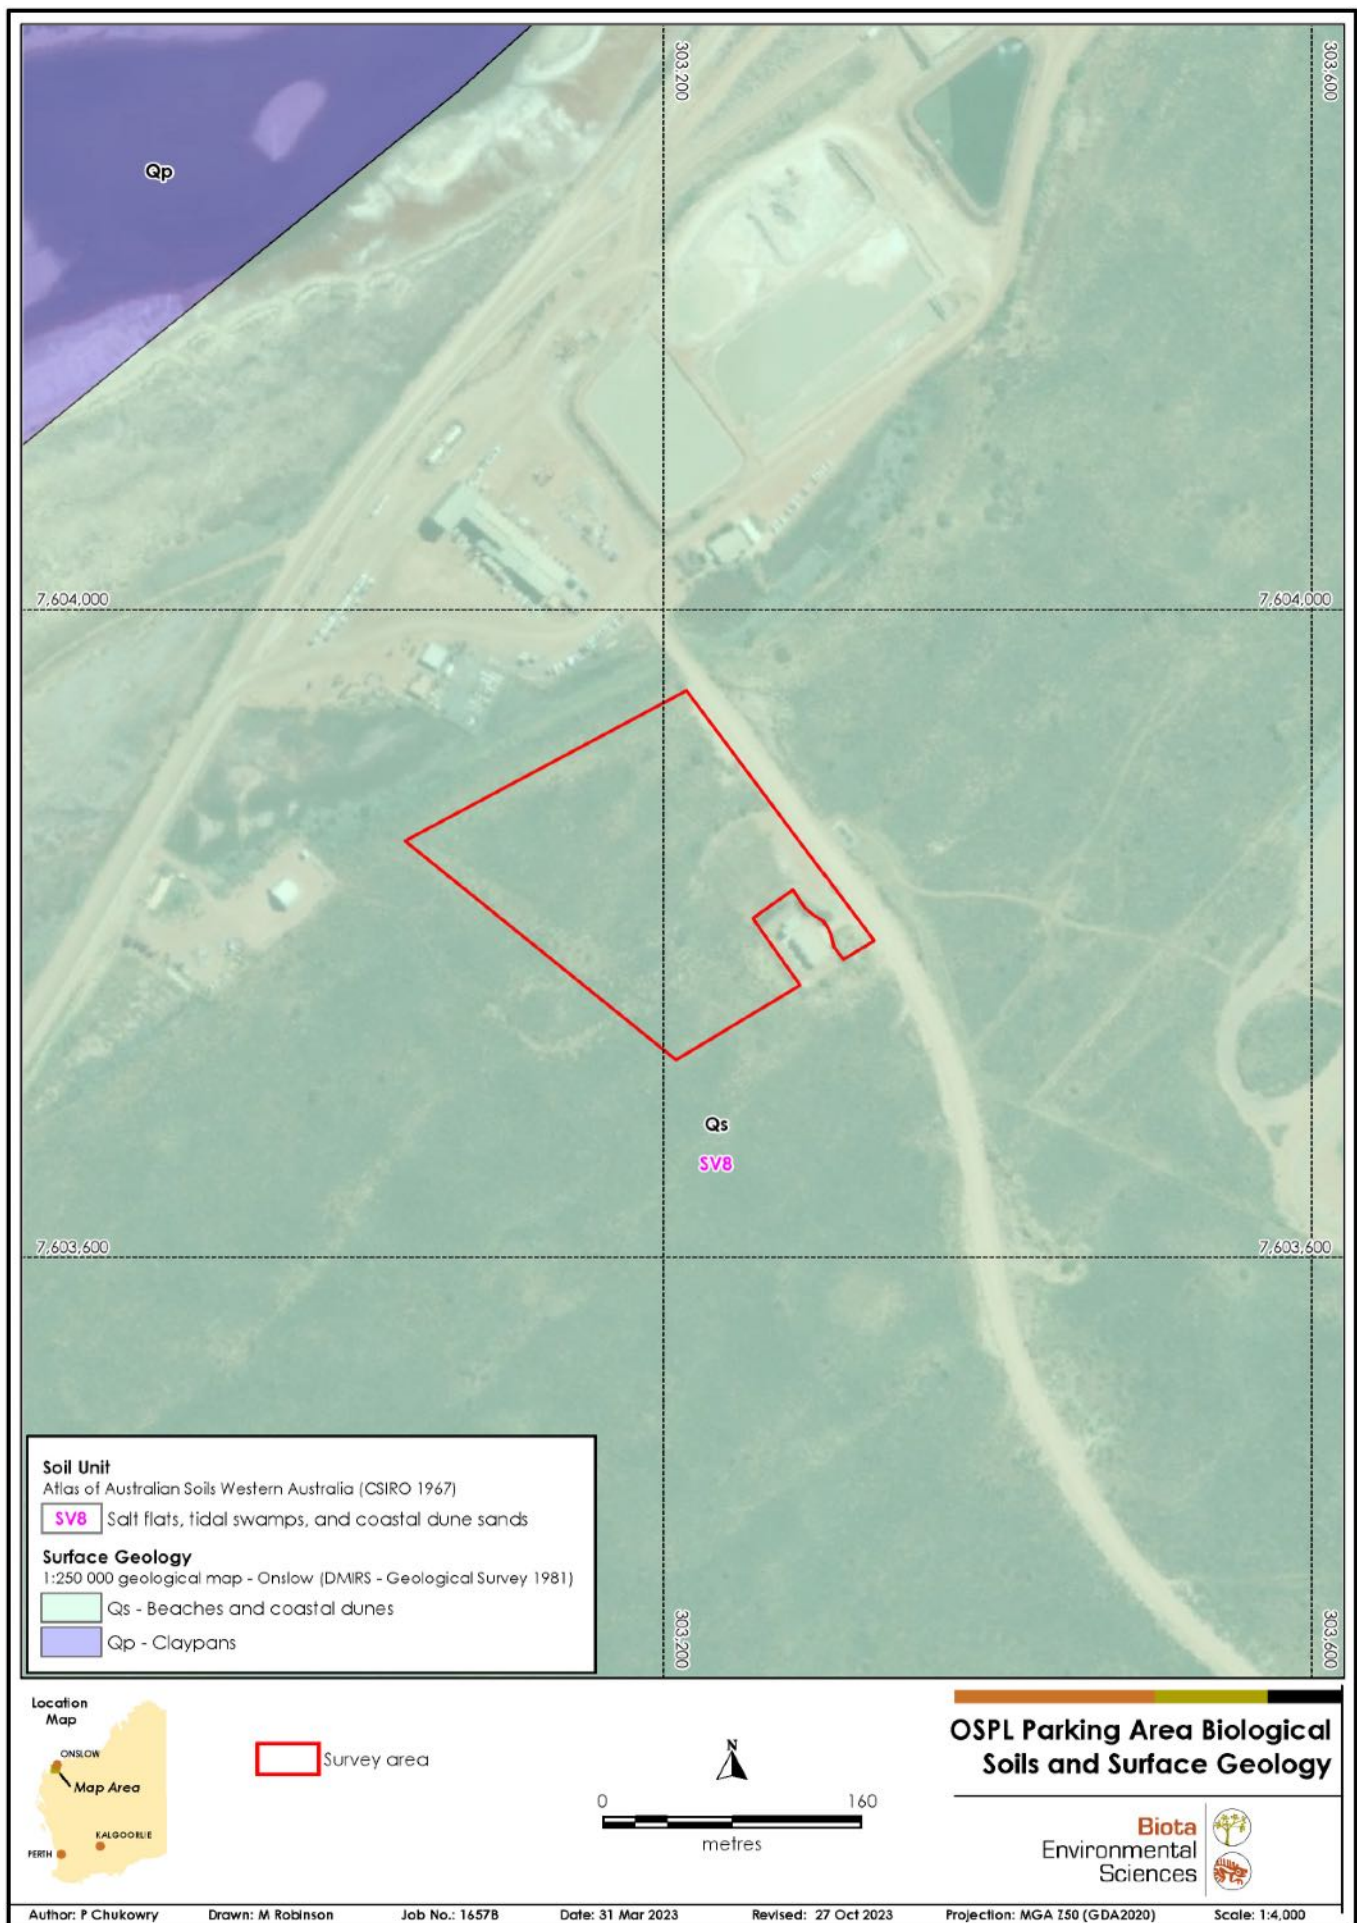 303,200
303,600
Qp
7,604,000
7,604,000
Qs
SV8
7,603,600
7,603,600
Soil Unit
Atlas of Australian Soils Western Australia (CSIRO 1967)
SV8 Salt flats, tidal swamps, and coastal dune sands
Surface Geology
1:250 000 geological map - Onslow (DMIRS - Geological Survey 1981)
Qs - Beaches and coastal dunes
Qp - Claypans
303,200
303,600
Location
Map
ONSLOW
Map Area
KALGOORLIE
PERTH
Survey area
N
0 160
metres
OSPL Parking Area Biological
Soils and Surface Geology
Biota
Environmental
Sciences
Author: P Chukowry Drawn: M Robinson Job No.: 1657B Date: 31 Mar 2023 Revised: 27 Oct 2023 Projection: MGA Z50 (GDA2020) Scale: 1:4,000